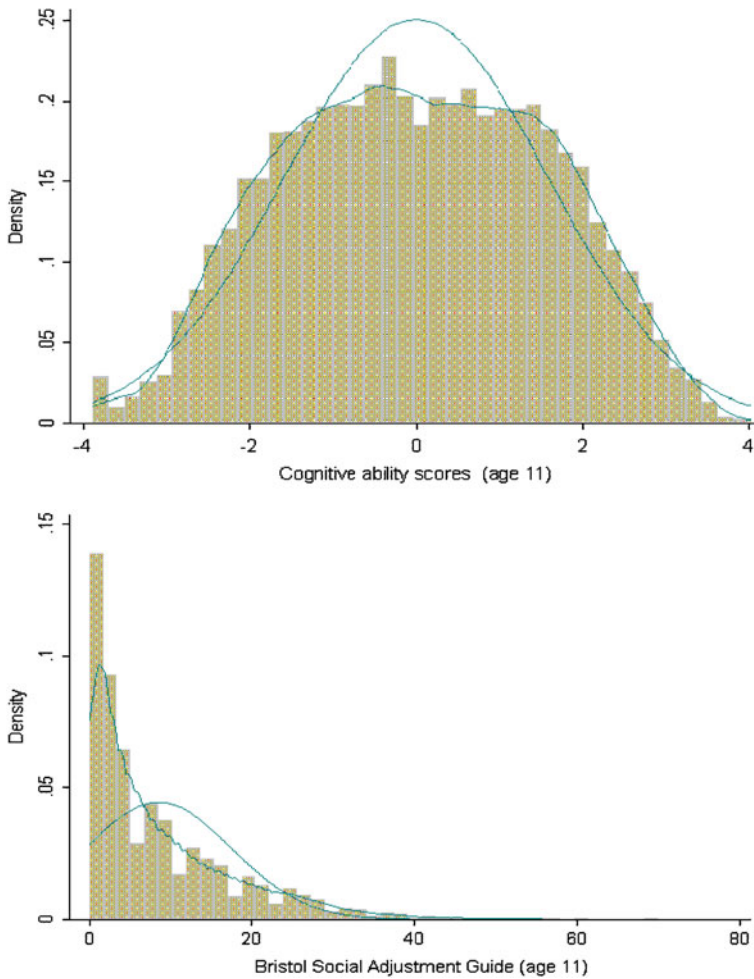 .25
.2
.15
.1
.05
0
Density
-4 -2 0 2 4
Cognitive ability scores (age 11)
.15
.1
.05
0
Density
0 20 40 60 80
Bristol Social Adjustment Guide (age 11)